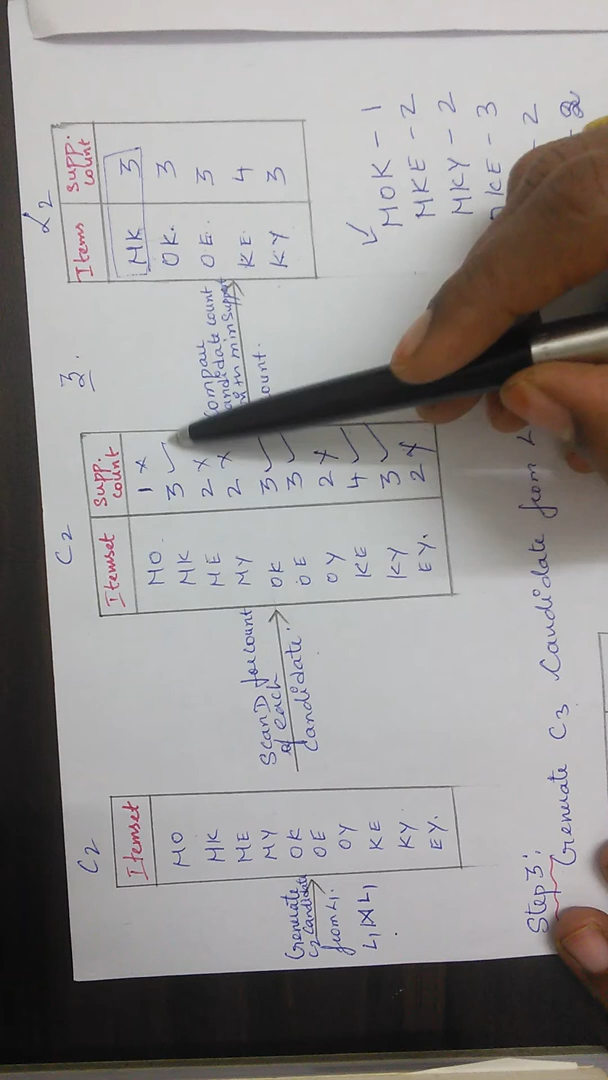 C2
Itemset
MO
MK
ME
MY
OK
OE
OY
KE
KY.
EY.
Generate
C2 candidate
from L1.
L1 ⋈ L1
C2
Itemset Supp. count
MO. 1 ×
MK 3 ✓
ME 2 ×
MY 2 ×
OK 3 ✓
OE 3 ✓
OY 2 ×
KE 4 ✓
KY 3 ✓
EY. 2 ×
Scan D for count
of each
candidate.
3.
L2
Items Supp. count
MK 3
OK. 3
OE. 3
KE. 4
KY 3
Compare
candidate count
with min support
count.
MOK - 1
MKE - 2
MKY - 2
KE - 3
- 2
- 2
Step 3:
Generate C3 Candidate from